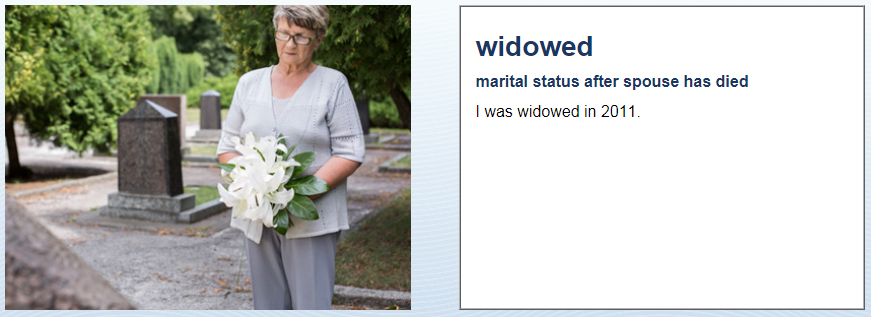 widowed
marital status after spouse has died
I was widowed in 2011.